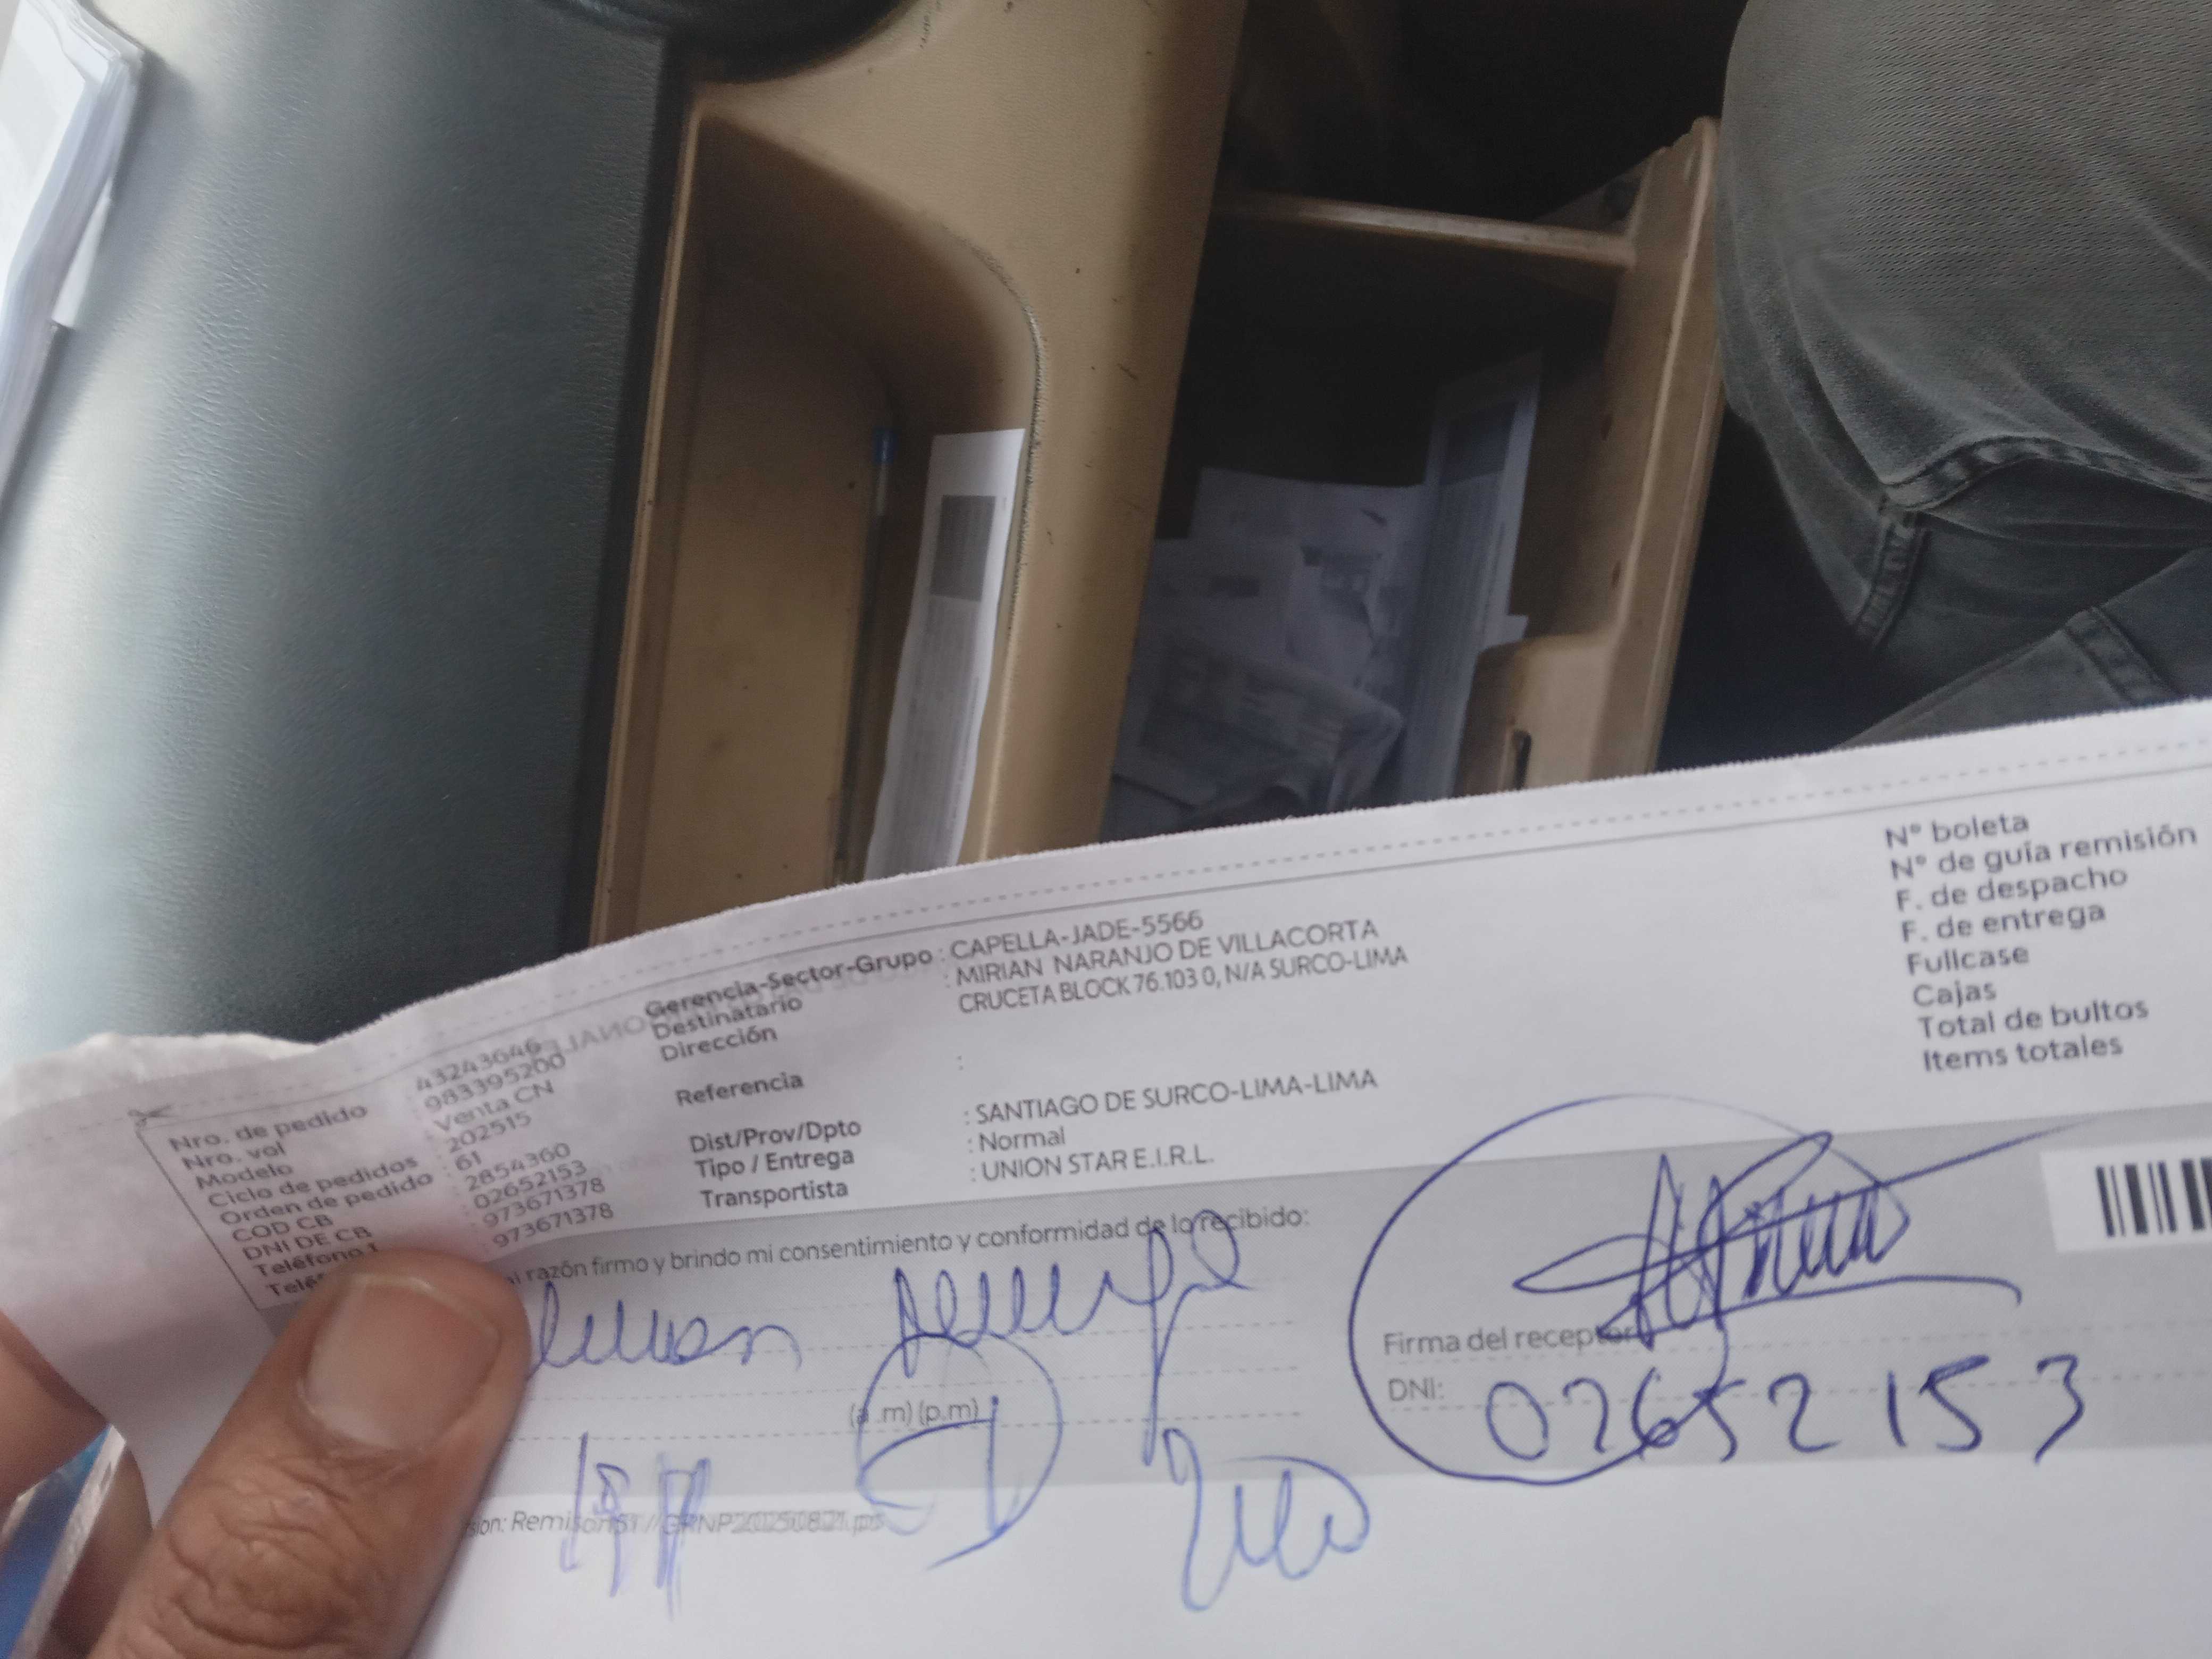 Nro. de pedido : 43243646
Nro. vol : 983395200
Modelo : Venta CN
Ciclo de pedidos : 202515
Orden de pedido : 61
COD CB : 2854360
DNI DE CB : 02652153
Teléfono 1 : 973671378
Telé : 973671378
Gerencia-Sector-Grupo : CAPELLA-JADE-5566
Destinatario : MIRIAN NARANJO DE VILLACORTA
Dirección CRUCETA BLOCK 76.103 0, N/A SURCO-LIMA
Referencia :
Dist/Prov/Dpto : SANTIAGO DE SURCO-LIMA-LIMA
Tipo / Entrega : Normal
Transportista : UNION STAR E.I.R.L.
N° boleta
N° de guía remisión
F. de despacho
F. de entrega
Fullcase
Cajas
Total de bultos
Items totales
razón firmo y brindo mi consentimiento y conformidad de lo recibido:
(a .m) (p.m)
Firma del receptor
DNI: 02652153